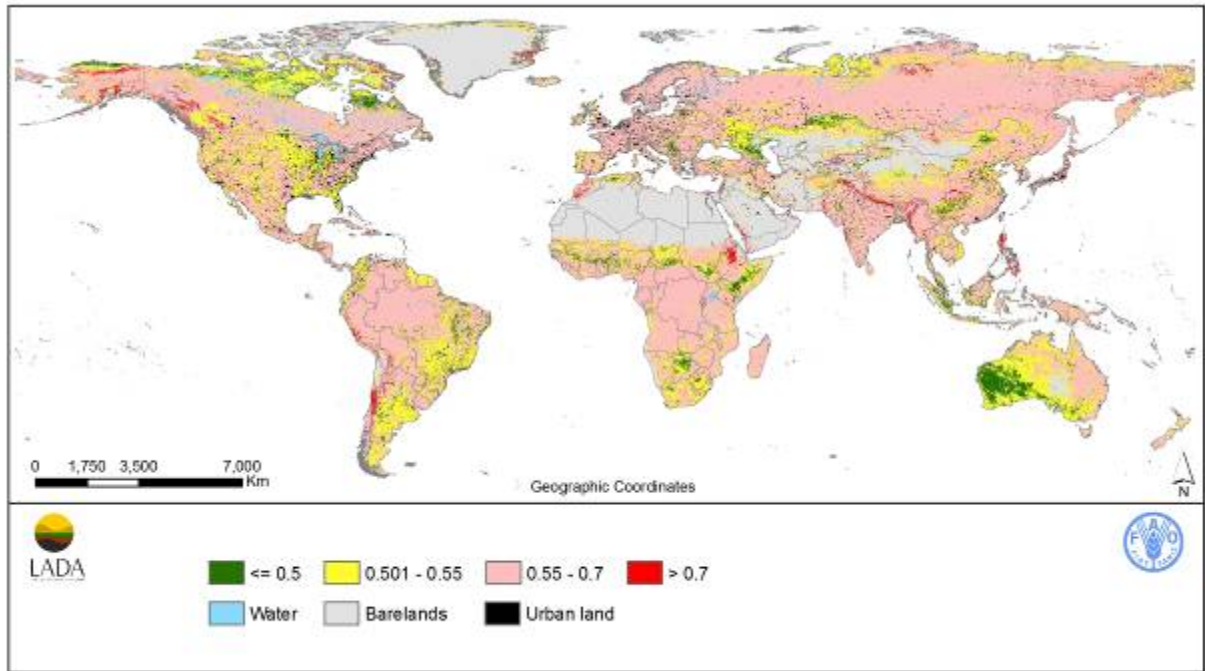 0 1,750 3,500 7,000
Km
Geographic Coordinates
N
LADA
F A O
<= 0.5 0.501 - 0.55 0.55 - 0.7 > 0.7
Water Barelands Urban land